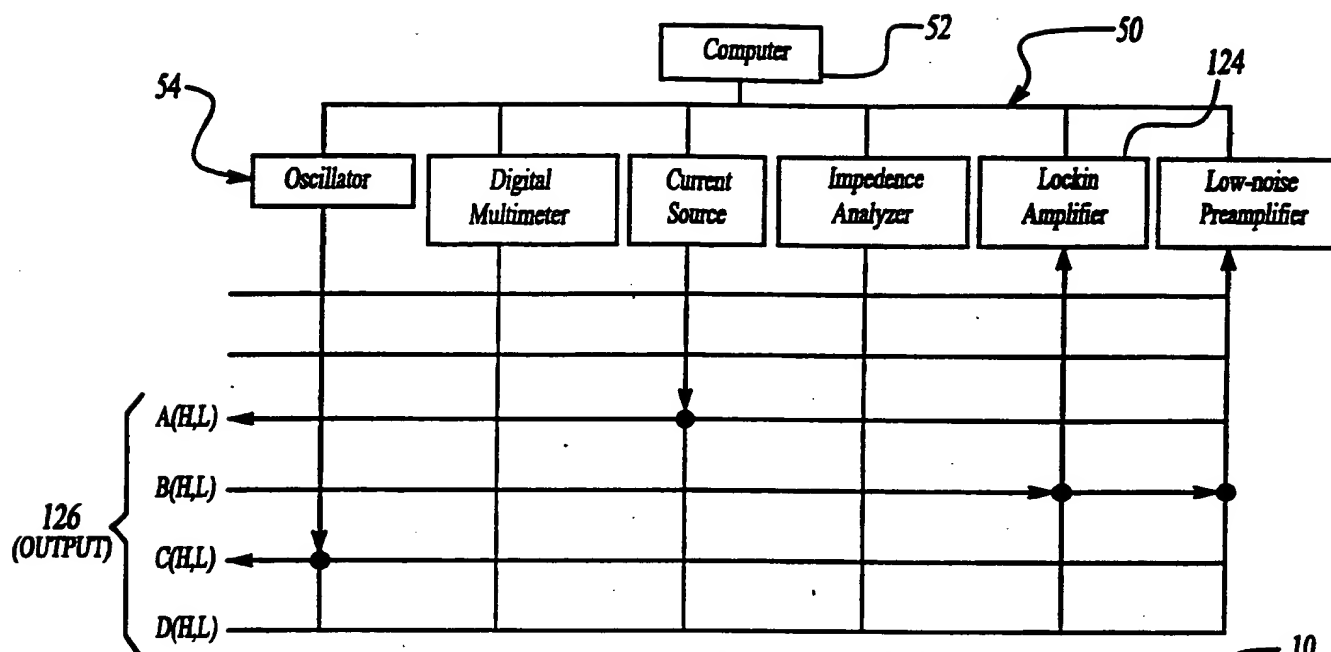 Computer
52
50
124
54
Oscillator
Digital
Multimeter
Current
Source
Impedence
Analyzer
Lockin
Amplifier
Low-noise
Preamplifier
A(H,L)
B(H,L)
126
(OUTPUT)
C(H,L)
D(H,L)
10